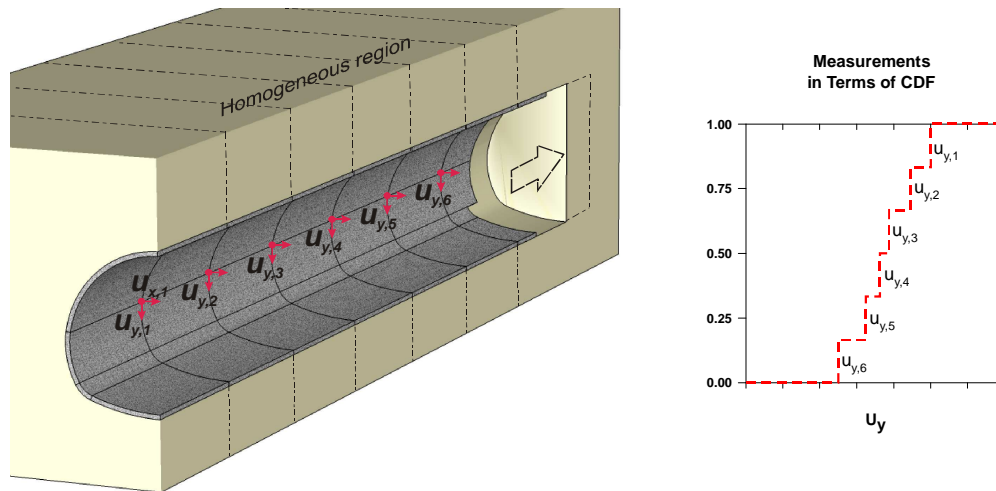 Homogeneous region
u_y,6
u_y,5
u_y,4
u_y,3
u_x,1
u_y,2
u_y,1
Measurements
in Terms of CDF
1.00
u_y,1
u_y,2
0.75
u_y,3
0.50
u_y,4
u_y,5
0.25
u_y,6
0.00
U_y